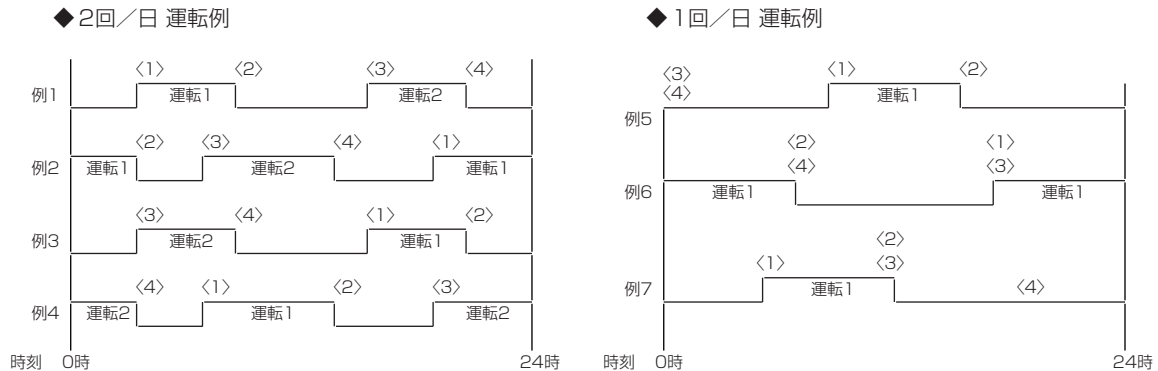 ◆2回／日 運転例
〈1〉 〈2〉 〈3〉 〈4〉
例1 運転1 運転2
〈2〉 〈3〉 〈4〉 〈1〉
例2 運転1 運転2 運転1
〈3〉 〈4〉 〈1〉 〈2〉
例3 運転2 運転1
〈4〉 〈1〉 〈2〉 〈3〉
例4 運転2 運転1 運転2
時刻 0時 24時
◆1回／日 運転例
〈3〉 〈1〉 〈2〉
〈4〉 運転1
例5
〈2〉 〈1〉
〈4〉 〈3〉
例6 運転1 運転1
〈2〉
〈1〉 〈3〉
例7 運転1 〈4〉
時刻 0時 24時